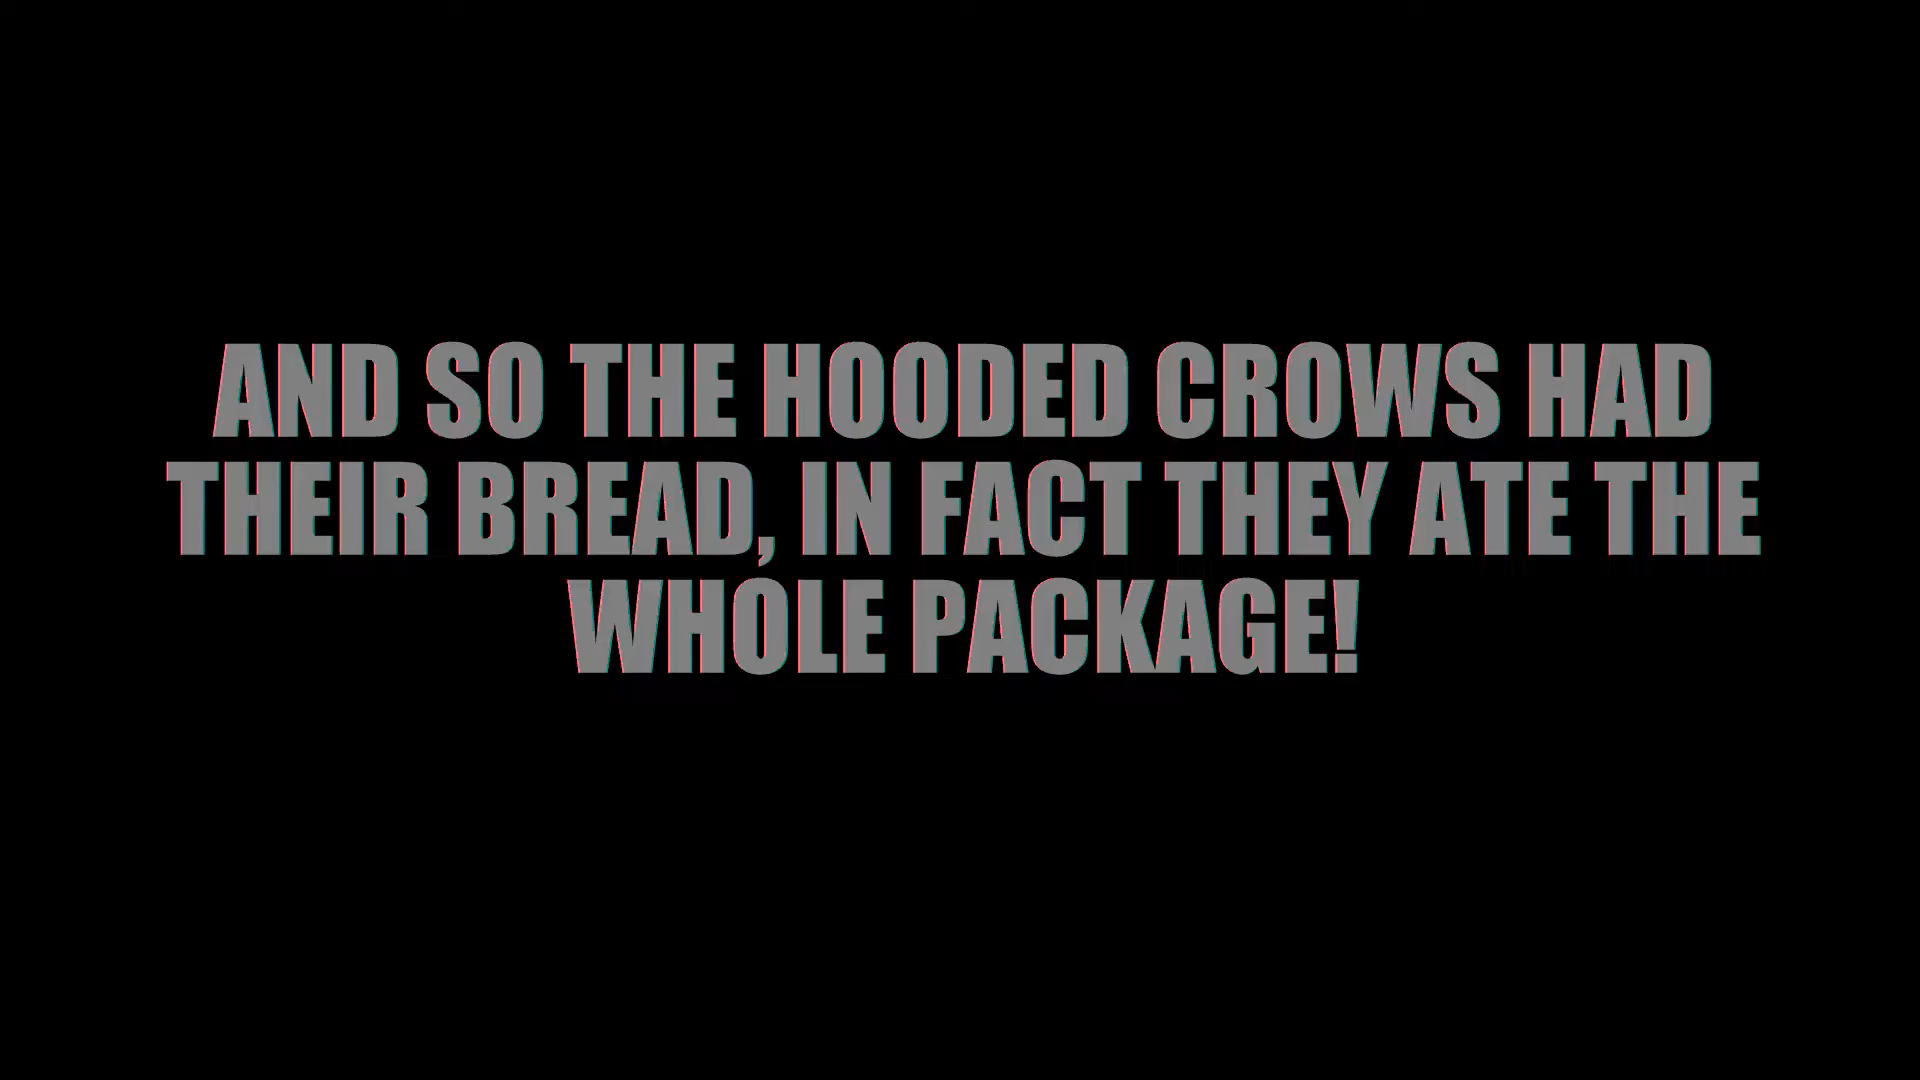 AND SO THE HOODED CROWS HAD
THEIR BREAD, IN FACT THEY ATE THE
WHOLE PACKAGE!